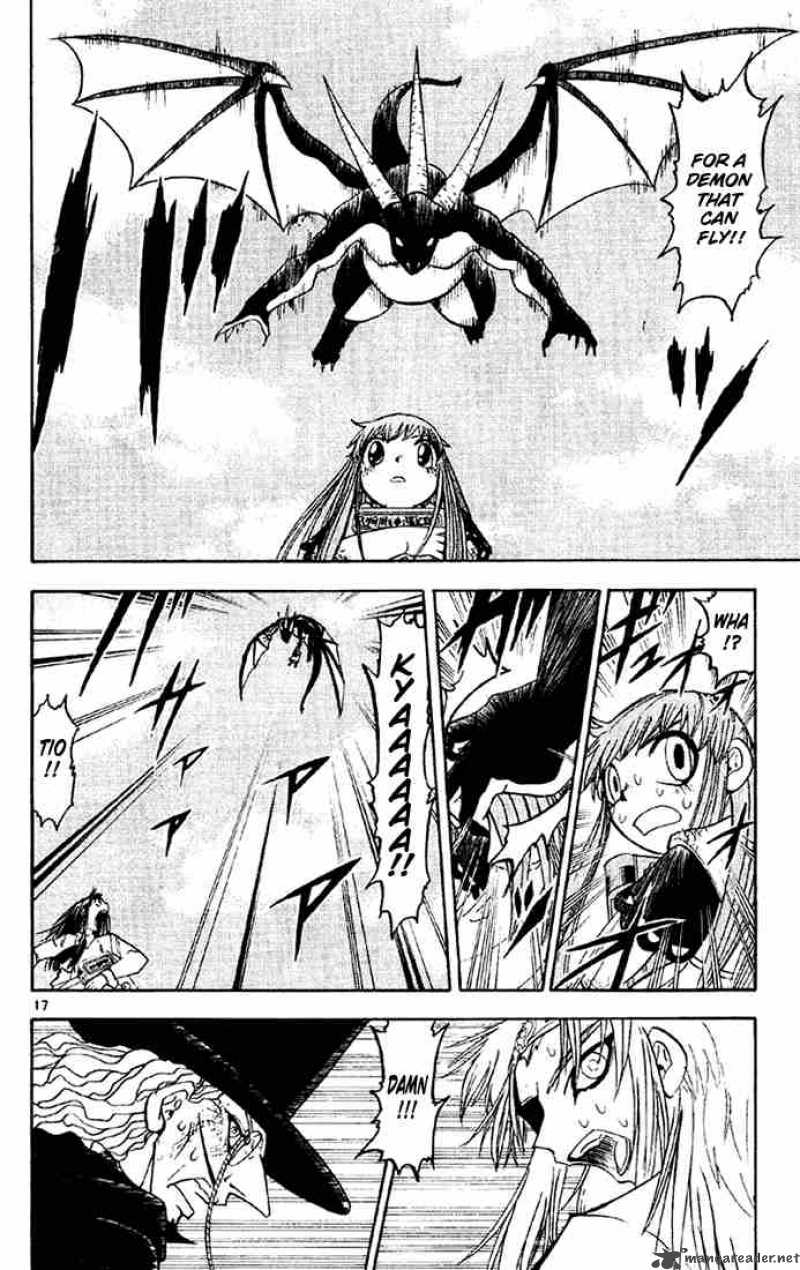 FOR A
DEMON
THAT
CAN
FLY!!
WHA
!?
KYAAAAAA!!
TIO
!!
17
DAMN
!!!
mangareader.net